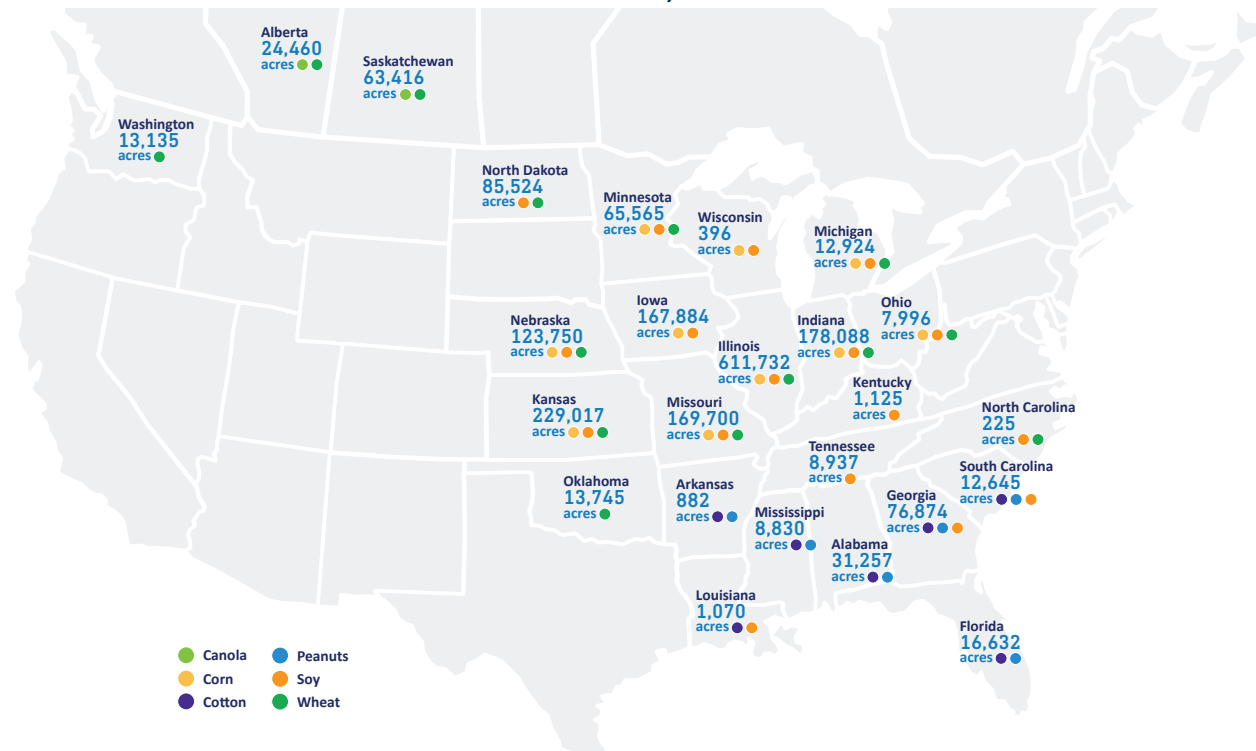 Alberta
24,460
acres
Saskatchewan
63,416
acres
Washington
13,135
acres
North Dakota
85,524
acres
Minnesota
65,565
acres
Wisconsin
396
acres
Michigan
12,924
acres
Nebraska
123,750
acres
Iowa
167,884
acres
Illinois
611,732
acres
Indiana
178,088
acres
Ohio
7,996
acres
Kansas
229,017
acres
Missouri
169,700
acres
Kentucky
1,125
acres
North Carolina
225
acres
Tennessee
8,937
acres
South Carolina
12,645
acres
Oklahoma
13,745
acres
Arkansas
882
acres
Mississippi
8,830
acres
Georgia
76,874
acres
Alabama
31,257
acres
Louisiana
1,070
acres
Florida
16,632
acres
Canola
Corn
Cotton
Peanuts
Soy
Wheat